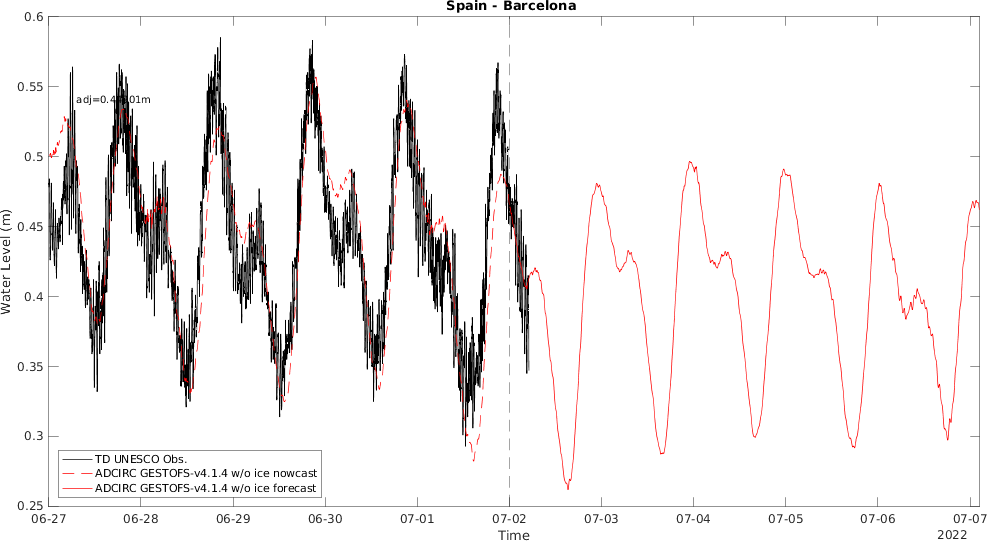 Spain - Barcelona
0.6
0.55
0.5
0.45
0.4
0.35
0.3
0.25
Water Level (m)
TD UNESCO Obs.
ADCIRC GESTOFS-v4.1.4 w/o ice nowcast
ADCIRC GESTOFS-v4.1.4 w/o ice forecast
06-27 06-28 06-29 06-30 07-01 07-02 07-03 07-04 07-05 07-06 07-07
Time
2022